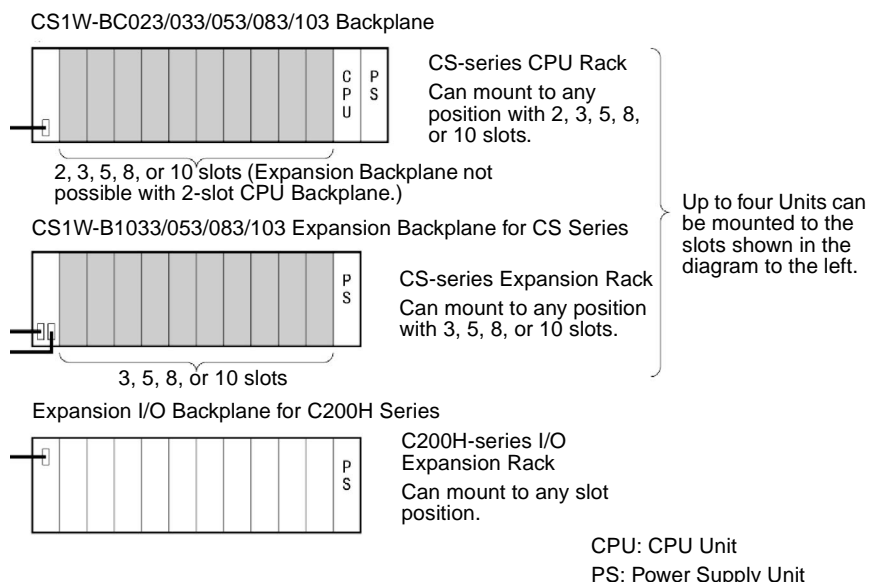 CS1W-BC023/033/053/083/103 Backplane
C
P
U
P
S
CS-series CPU Rack
Can mount to any
position with 2, 3, 5, 8,
or 10 slots.
2, 3, 5, 8, or 10 slots (Expansion Backplane not
possible with 2-slot CPU Backplane.)
Up to four Units can
be mounted to the
slots shown in the
diagram to the left.
CS1W-B1033/053/083/103 Expansion Backplane for CS Series
P
S
CS-series Expansion Rack
Can mount to any position
with 3, 5, 8, or 10 slots.
3, 5, 8, or 10 slots
Expansion I/O Backplane for C200H Series
P
S
C200H-series I/O
Expansion Rack
Can mount to any slot
position.
CPU: CPU Unit
PS: Power Supply Unit